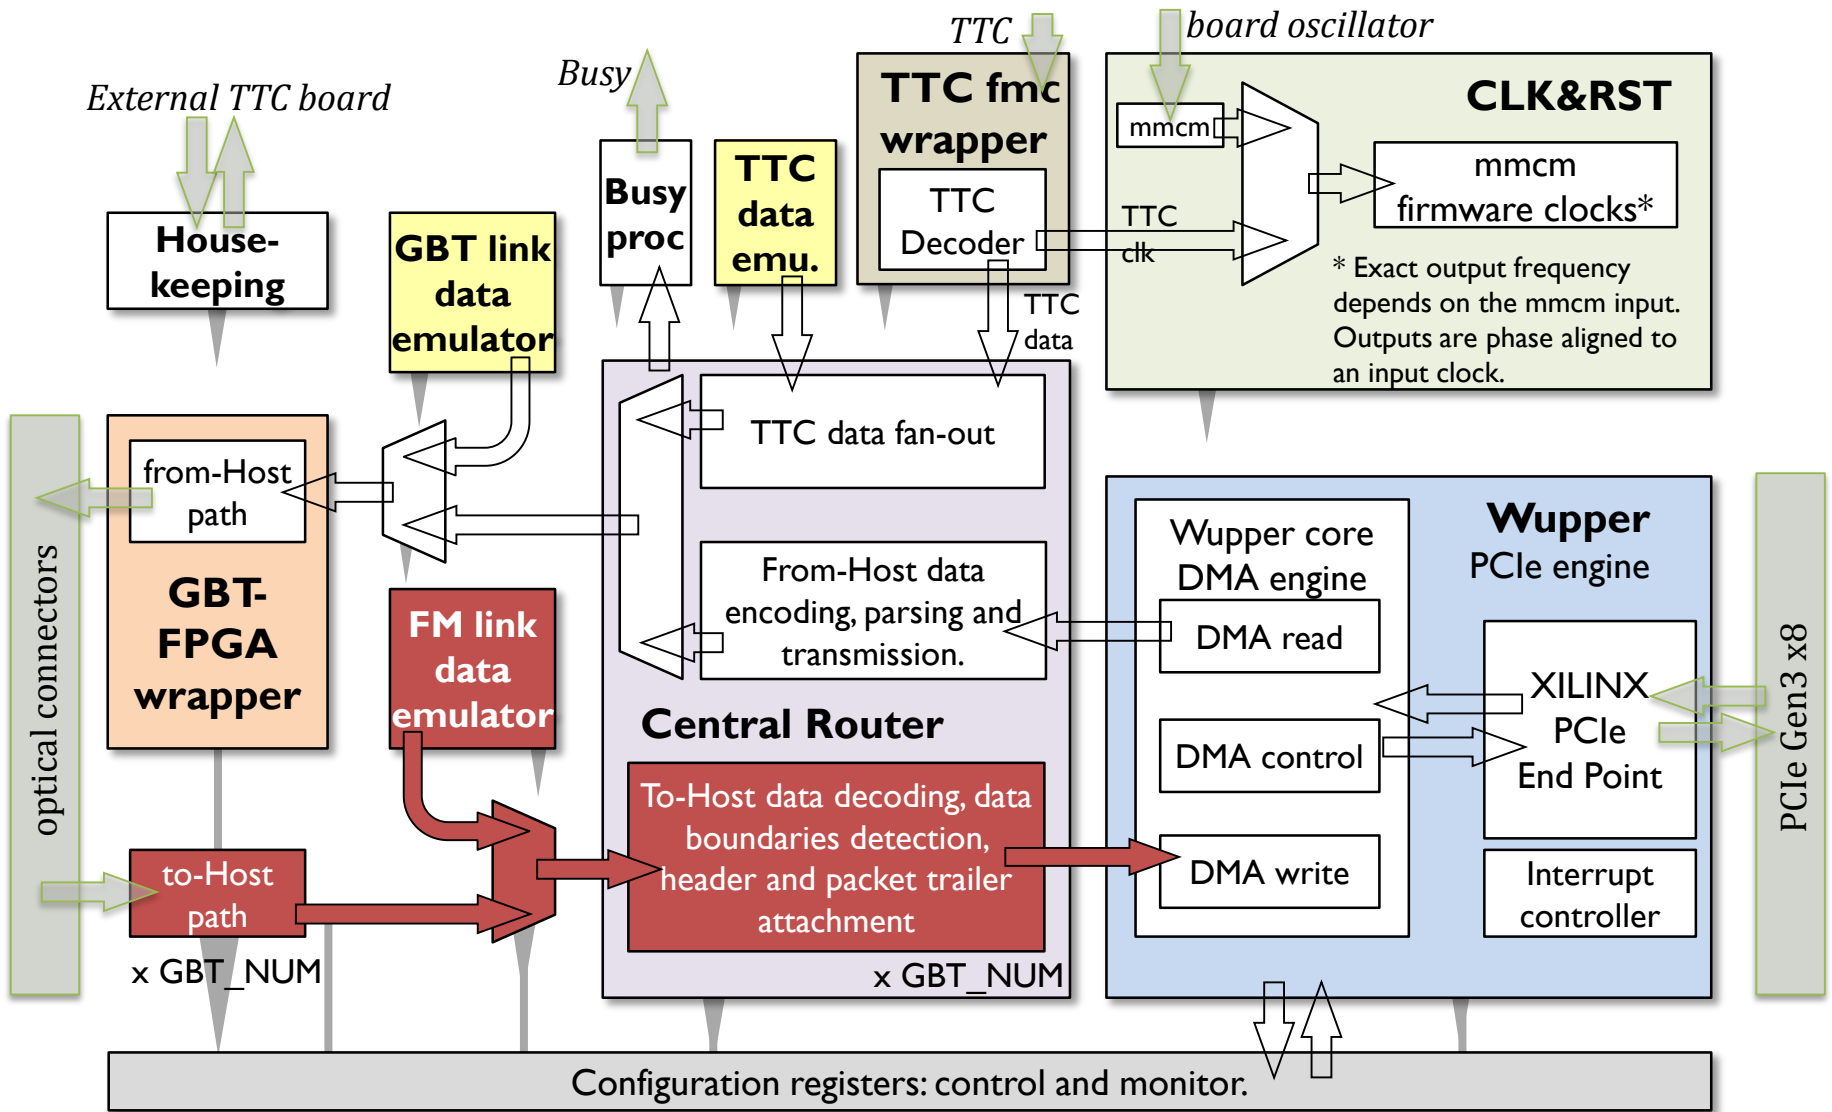 TTC
board oscillator
Busy
External TTC board
TTC fmc
wrapper
CLK&RST
mmcm
mmcm
firmware clocks*
TTC
data
emu.
Busy
proc
TTC
Decoder
TTC
clk
House-
keeping
GBT link
data
emulator
* Exact output frequency
depends on the mmcm input.
Outputs are phase aligned to
an input clock.
TTC
data
TTC data fan-out
from-Host
path
GBT-
FPGA
wrapper
optical connectors
From-Host data
encoding, parsing and
transmission.
Wupper core
DMA engine
Wupper
PCIe engine
DMA read
FM link
data
emulator
XILINX
PCIe
End Point
PCIe Gen3 x8
Central Router
DMA control
To-Host data decoding, data
boundaries detection,
header and packet trailer
attachment
DMA write
Interrupt
controller
to-Host
path
x GBT_NUM
x GBT_NUM
Configuration registers: control and monitor.